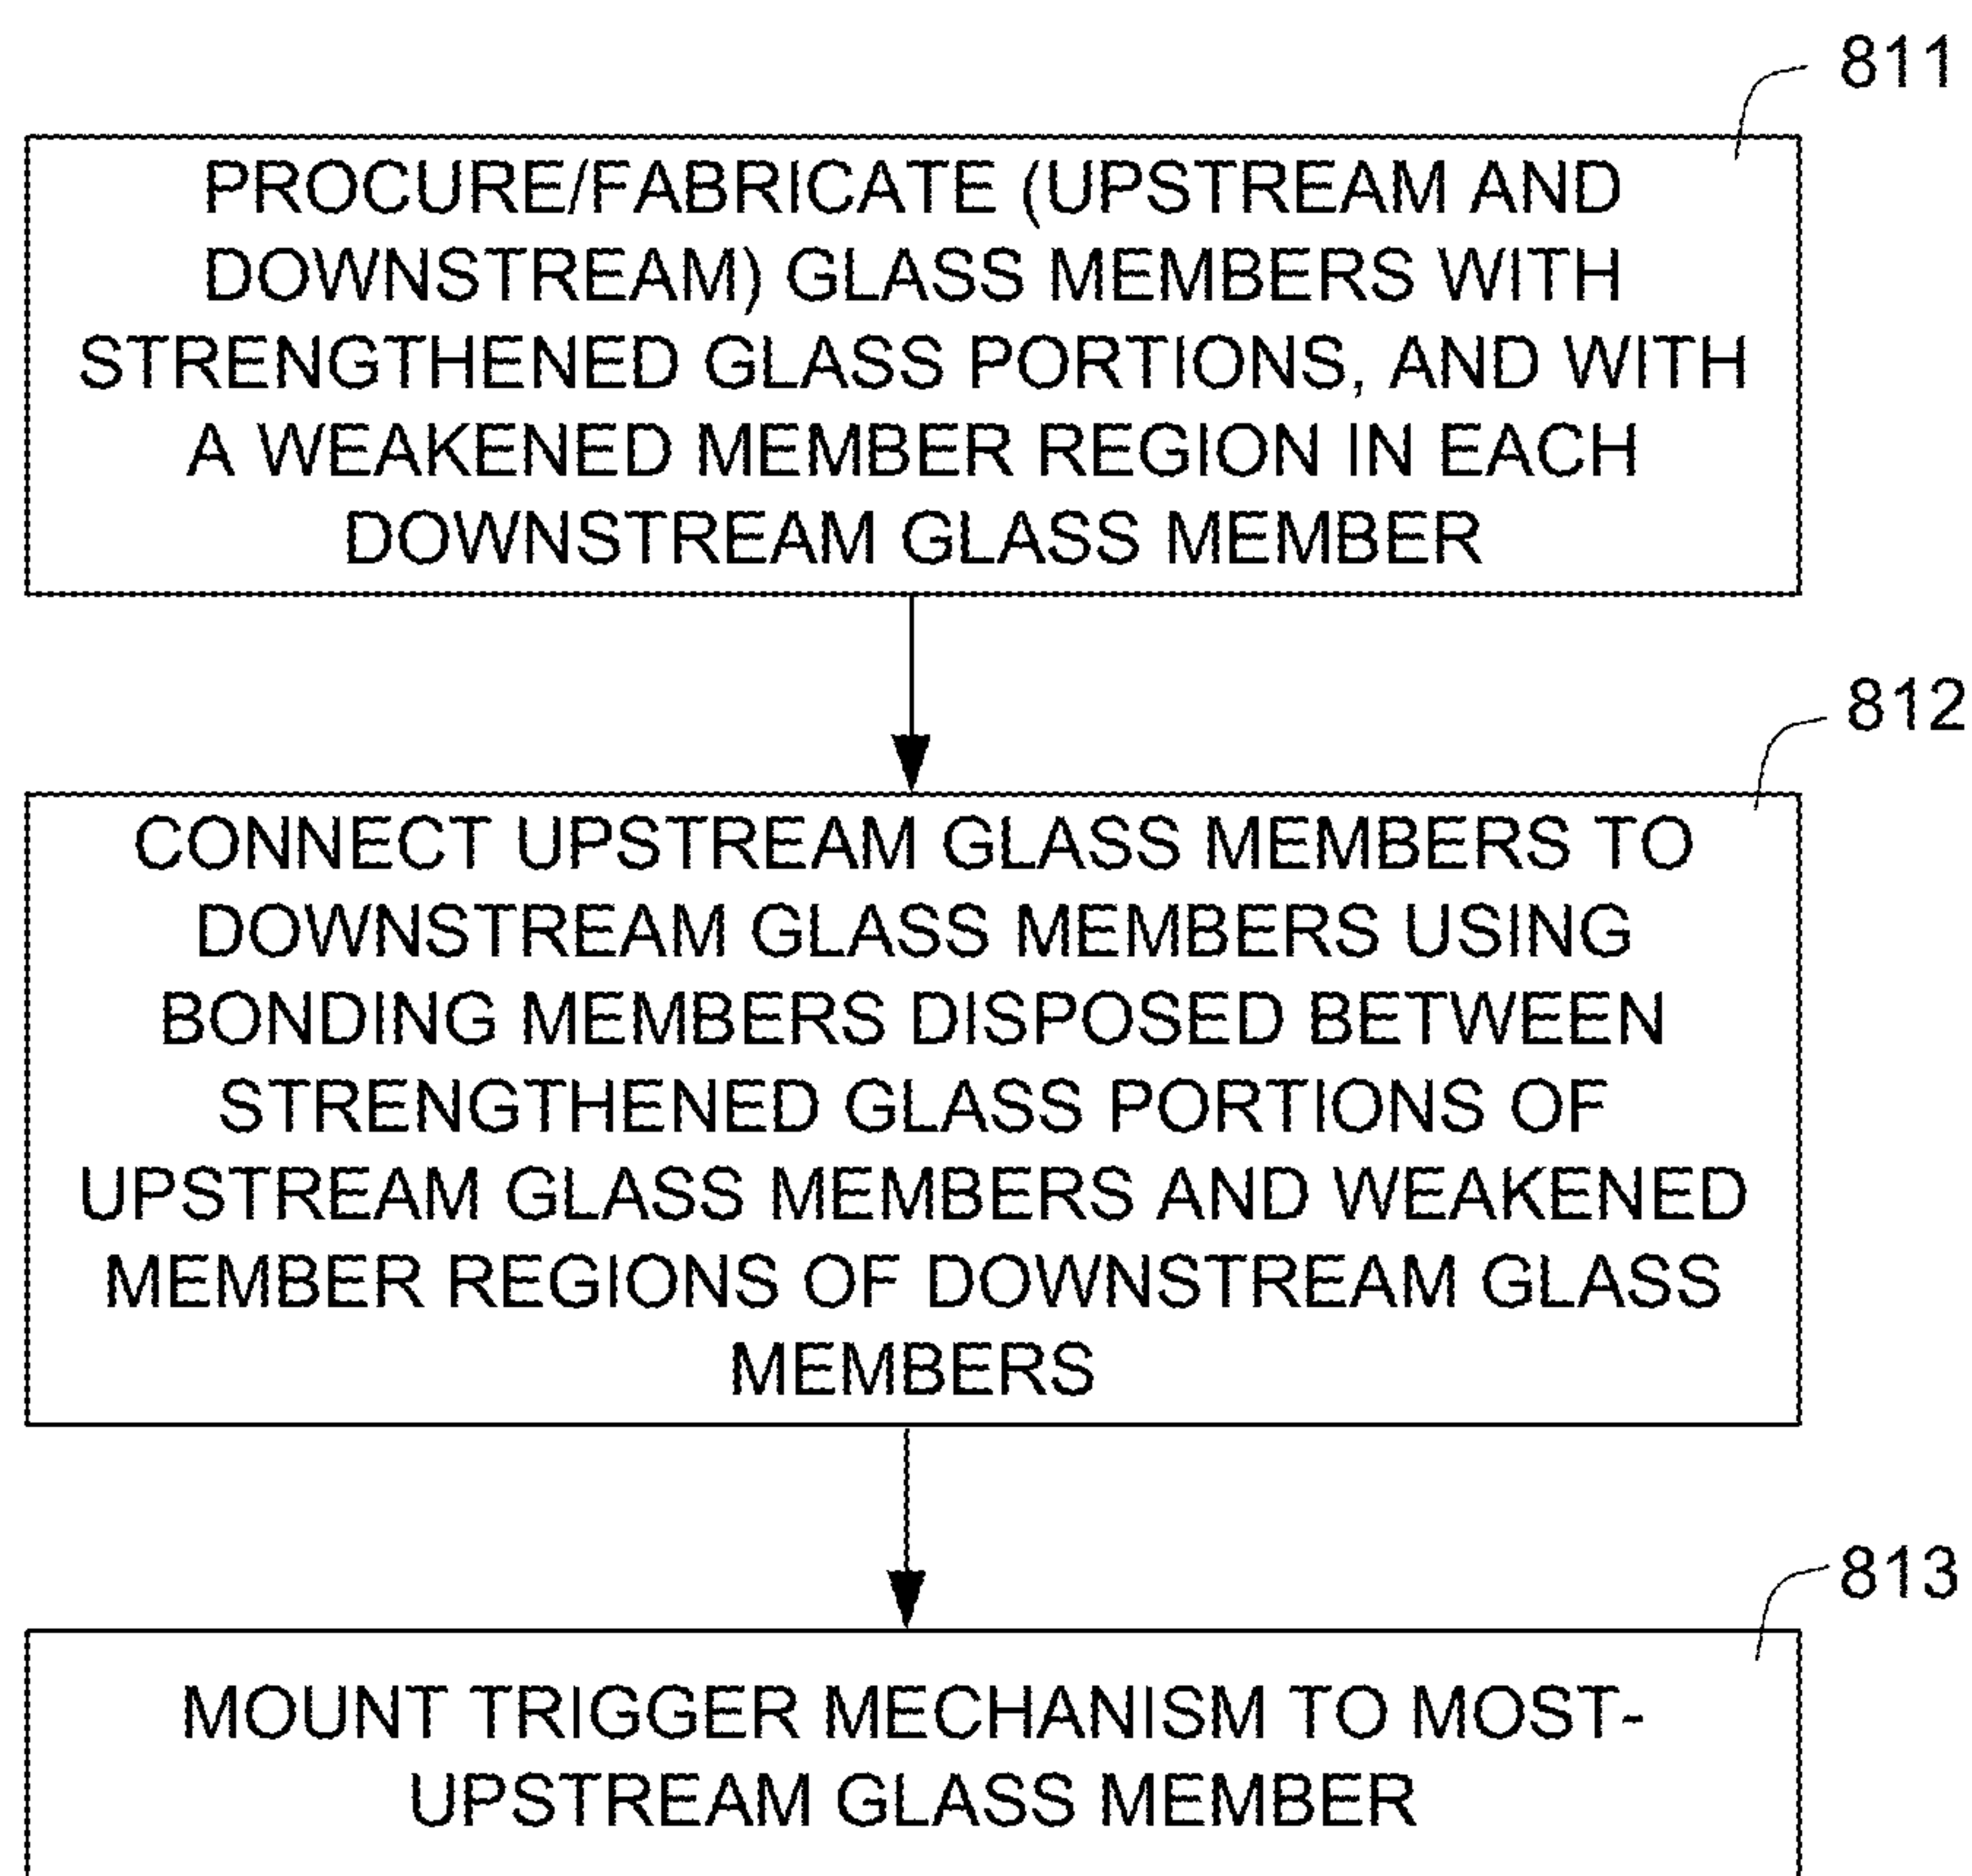 811
PROCURE/FABRICATE (UPSTREAM AND
DOWNSTREAM) GLASS MEMBERS WITH
STRENGTHENED GLASS PORTIONS, AND WITH
A WEAKENED MEMBER REGION IN EACH
DOWNSTREAM GLASS MEMBER
812
CONNECT UPSTREAM GLASS MEMBERS TO
DOWNSTREAM GLASS MEMBERS USING
BONDING MEMBERS DISPOSED BETWEEN
STRENGTHENED GLASS PORTIONS OF
UPSTREAM GLASS MEMBERS AND WEAKENED
MEMBER REGIONS OF DOWNSTREAM GLASS
MEMBERS
813
MOUNT TRIGGER MECHANISM TO MOST-
UPSTREAM GLASS MEMBER